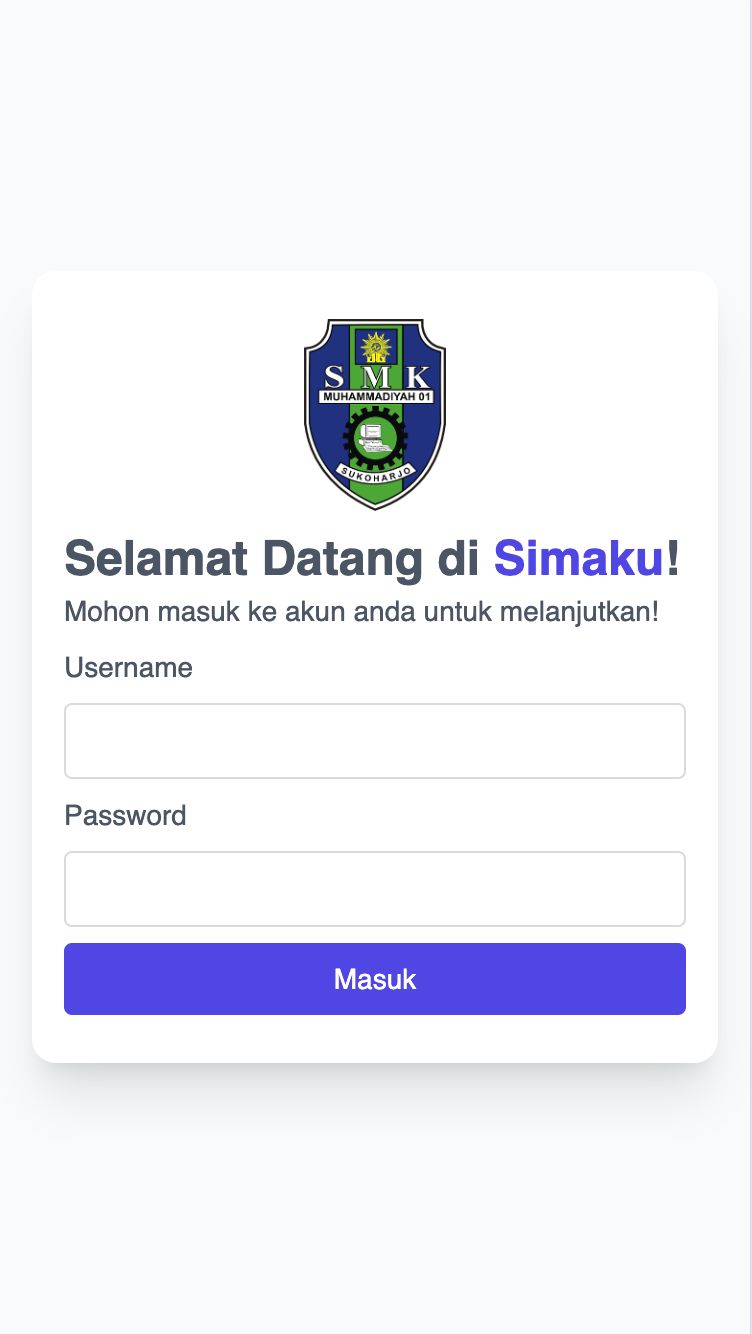 SMK
MUHAMMADIYAH 01
SUKOHARJO
Selamat Datang di Simaku!
Mohon masuk ke akun anda untuk melanjutkan!
Username
Password
Masuk